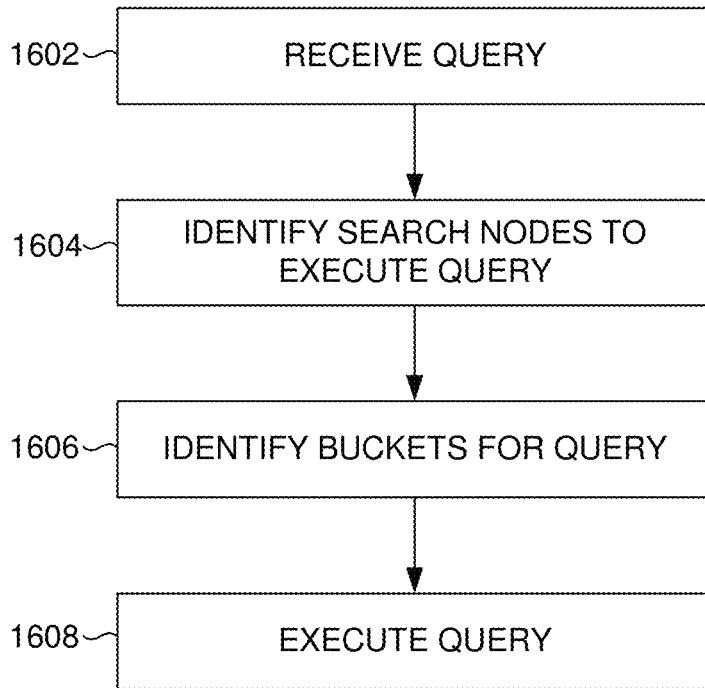 1602 RECEIVE QUERY
1604 IDENTIFY SEARCH NODES TO
EXECUTE QUERY
1606 IDENTIFY BUCKETS FOR QUERY
1608 EXECUTE QUERY